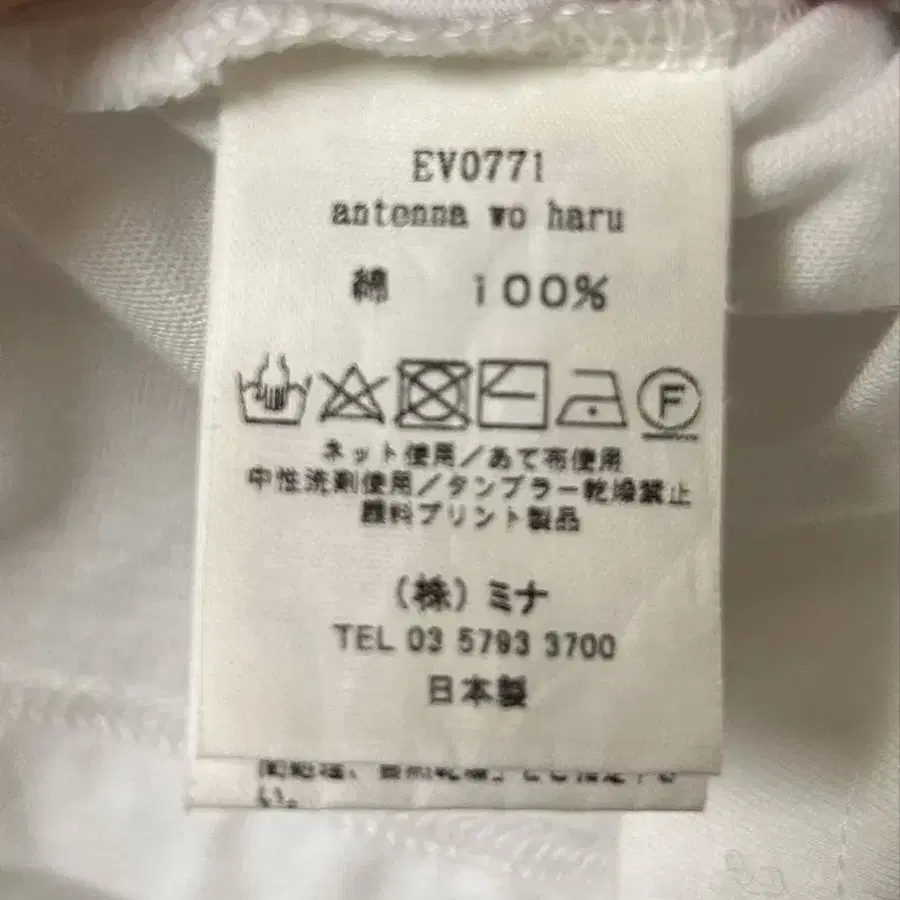 EV0771
antenna wo haru
綿 100%
F
ネット使用/あて布使用
中性洗剤使用/タンブラー乾燥禁止
顔料プリント製品
(株)ミナ
TEL 03 5793 3700
日本製
い。